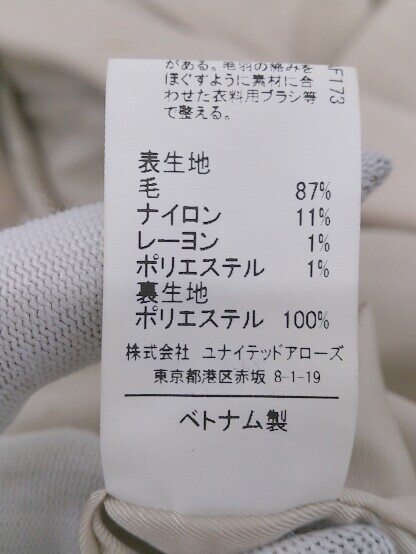 がある。毛羽の絡みを
ほぐすように素材に合
わせた衣料用ブラシ等
で整える。
F173
表生地
毛 87%
ナイロン 11%
レーヨン 1%
ポリエステル 1%
裏生地
ポリエステル 100%
株式会社 ユナイテッドアローズ
東京都港区赤坂 8-1-19
ベトナム製